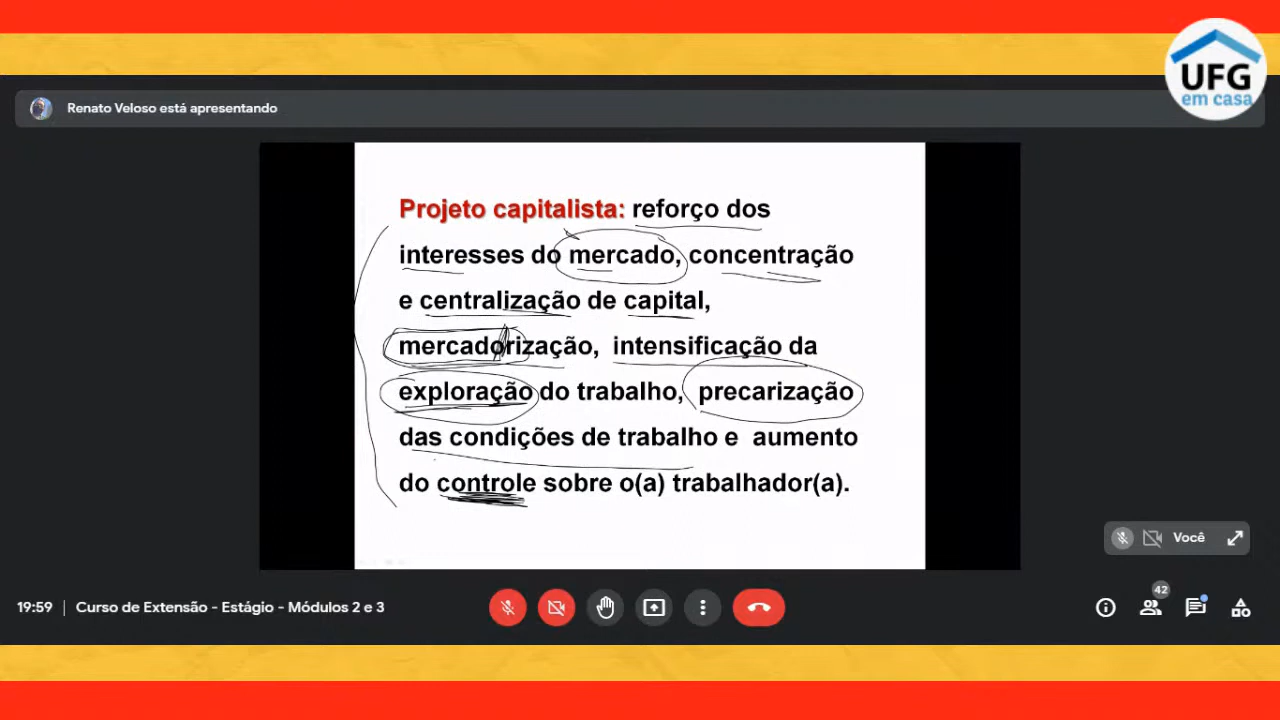 UFG
em casa
Renato Veloso está apresentando
Projeto capitalista: reforço dos
interesses do mercado, concentração
e centralização de capital,
mercadorização, intensificação da
exploração do trabalho, precarização
das condições de trabalho e aumento
do controle sobre o(a) trabalhador(a).
Você
19:59 | Curso de Extensão - Estágio - Módulos 2 e 3
42